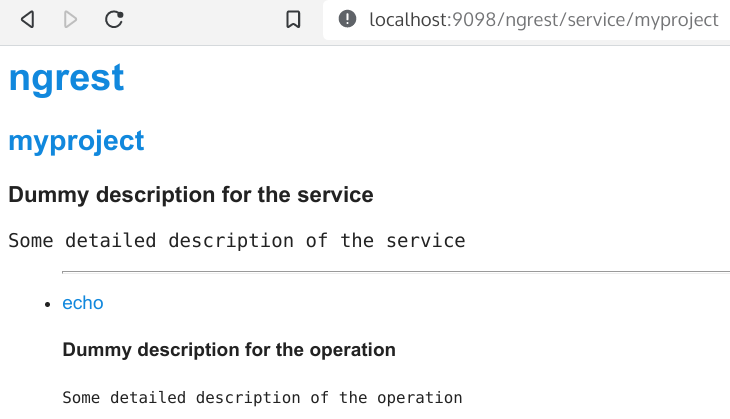 localhost:9098/ngrest/service/myproject
ngrest
myproject
Dummy description for the service
Some detailed description of the service
echo
Dummy description for the operation
Some detailed description of the operation